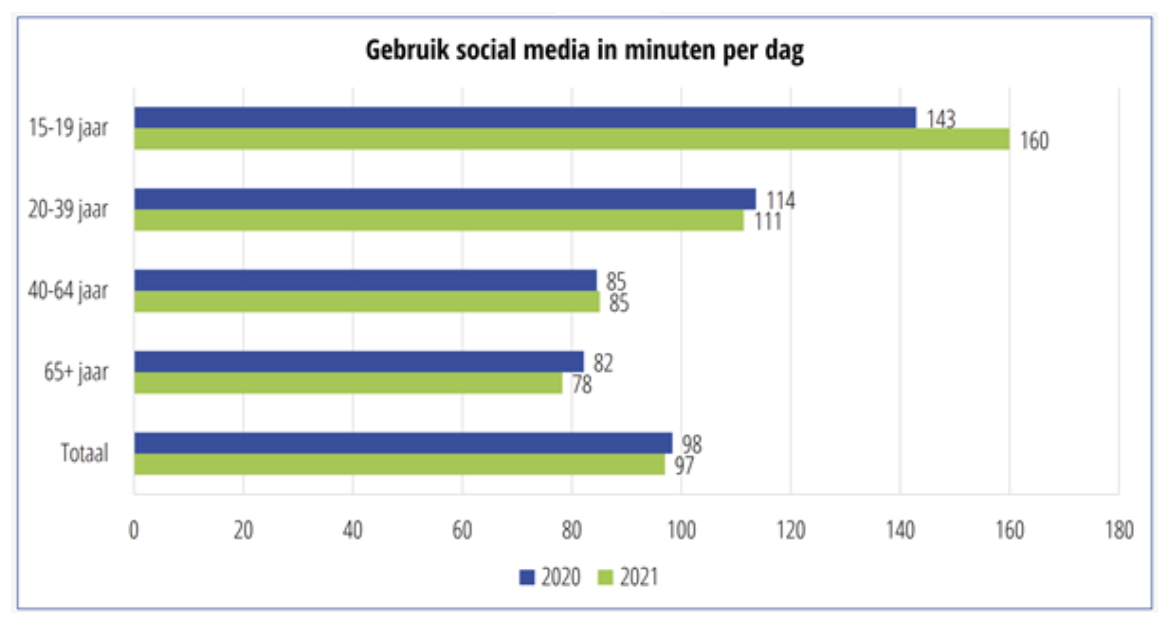 Gebruik social media in minuten per dag
15-19 jaar
143
160
20-39 jaar
114
111
40-64 jaar
85
85
65+ jaar
82
78
Totaal
98
97
0 20 40 60 80 100 120 140 160 180
2020 2021